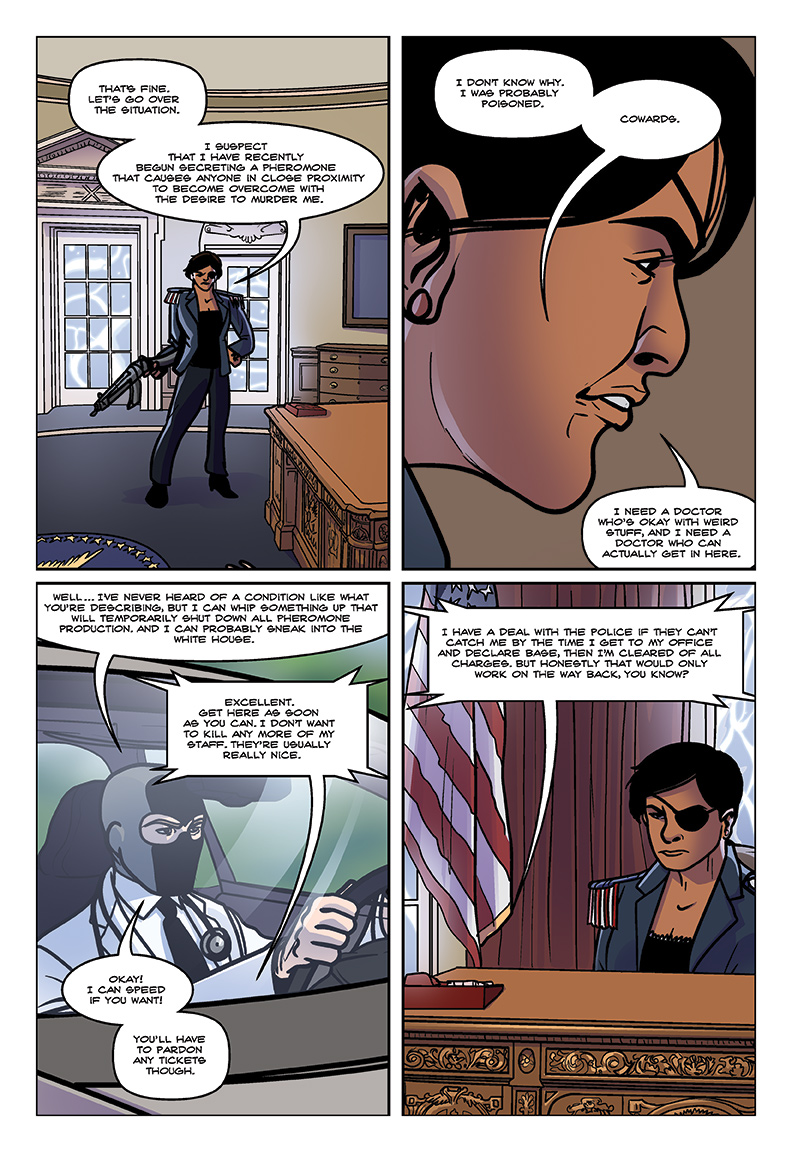 THAT'S FINE.
LET'S GO OVER
THE SITUATION.
I SUSPECT
THAT I HAVE RECENTLY
BEGUN SECRETING A PHEROMONE
THAT CAUSES ANYONE IN CLOSE PROXIMITY
TO BECOME OVERCOME WITH
THE DESIRE TO MURDER ME.
I DON'T KNOW WHY.
I WAS PROBABLY
POISONED.
COWARDS.
I NEED A DOCTOR
WHO'S OKAY WITH WEIRD
STUFF, AND I NEED A
DOCTOR WHO CAN
ACTUALLY GET IN HERE.
WELL... I'VE NEVER HEARD OF A CONDITION LIKE WHAT
YOU'RE DESCRIBING, BUT I CAN WHIP SOMETHING UP THAT
WILL TEMPORARILY SHUT DOWN ALL PHEROMONE
PRODUCTION. AND I CAN PROBABLY SNEAK INTO THE
WHITE HOUSE.
EXCELLENT.
GET HERE AS SOON
AS YOU CAN. I DON'T WANT
TO KILL ANY MORE OF MY
STAFF. THEY'RE USUALLY
REALLY NICE.
OKAY!
I CAN SPEED
IF YOU WANT!
YOU'LL HAVE
TO PARDON
ANY TICKETS
THOUGH.
I HAVE A DEAL WITH THE POLICE IF THEY CAN'T
CATCH ME BY THE TIME I GET TO MY OFFICE
AND DECLARE BASE, THEN I'M CLEARED OF ALL
CHARGES. BUT HONESTLY THAT WOULD ONLY
WORK ON THE WAY BACK, YOU KNOW?